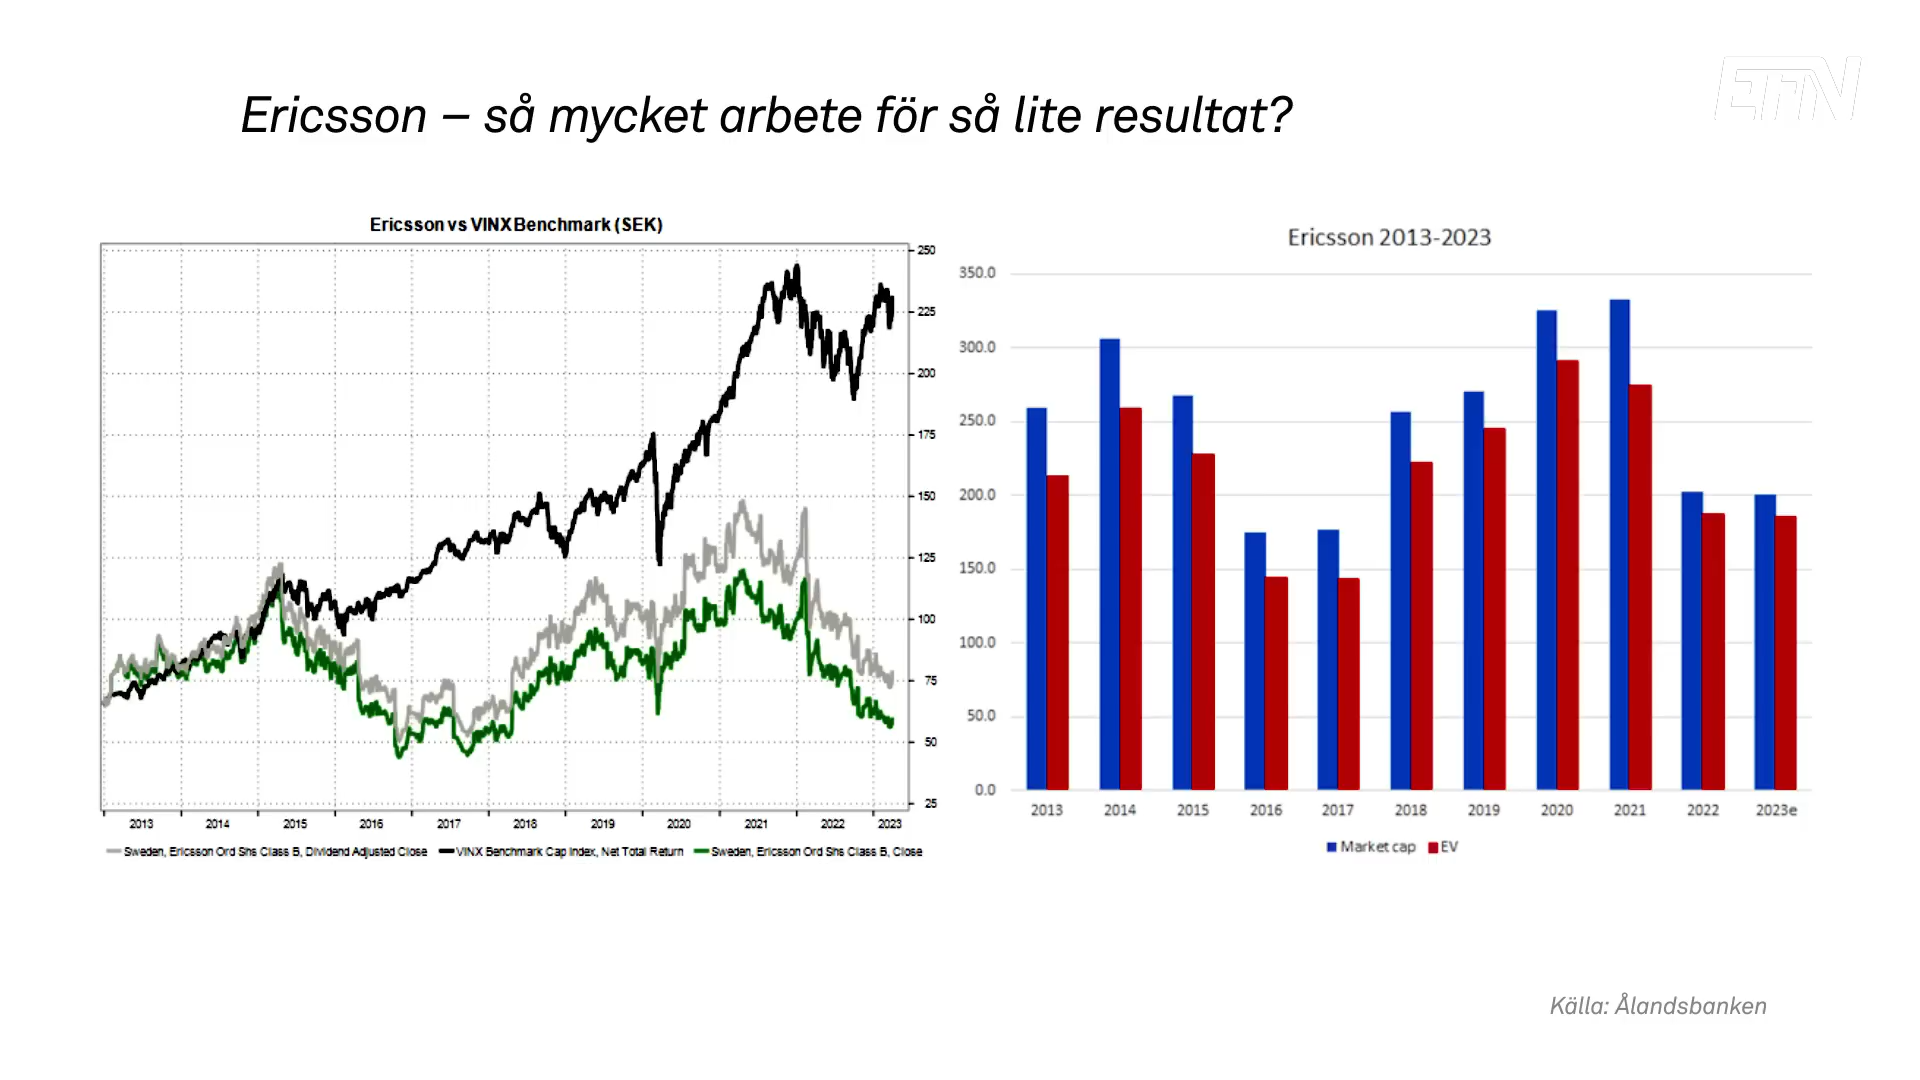 EFN
Ericsson – så mycket arbete för så lite resultat?
Ericsson vs VINX Benchmark (SEK)
250
225
200
175
150
125
100
75
50
25
2013 2014 2015 2016 2017 2018 2019 2020 2021 2022 2023
Sweden, Ericsson Ord Shs Class B, Dividend Adjusted Close VINX Benchmark Cap Index, Net Total Return Sweden, Ericsson Ord Shs Class B, Close
Ericsson 2013-2023
350.0
300.0
250.0
200.0
150.0
100.0
50.0
0.0
2013 2014 2015 2016 2017 2018 2019 2020 2021 2022 2023e
Market cap EV
Källa: Ålandsbanken